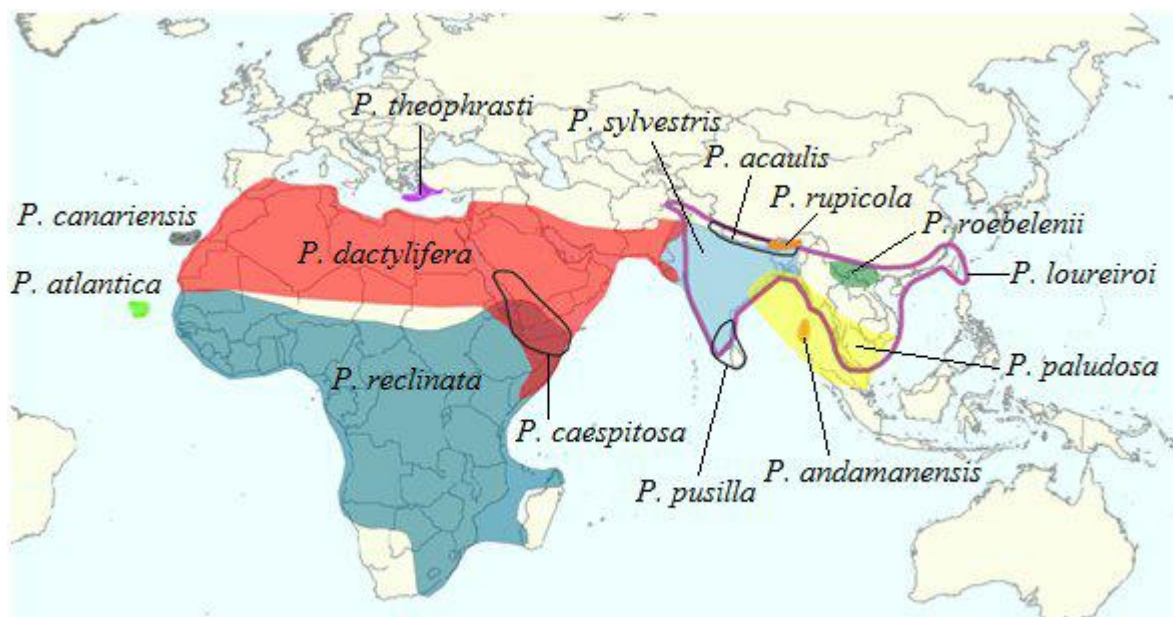 P. theophrasti
P. sylvestris
P. acaulis
P. rupicola
P. canariensis
P. roebelenii
P. dactylifera
P. loureiroi
P. atlantica
P. reclinata
P. paludosa
P. caespitosa
P. andamanensis
P. pusilla